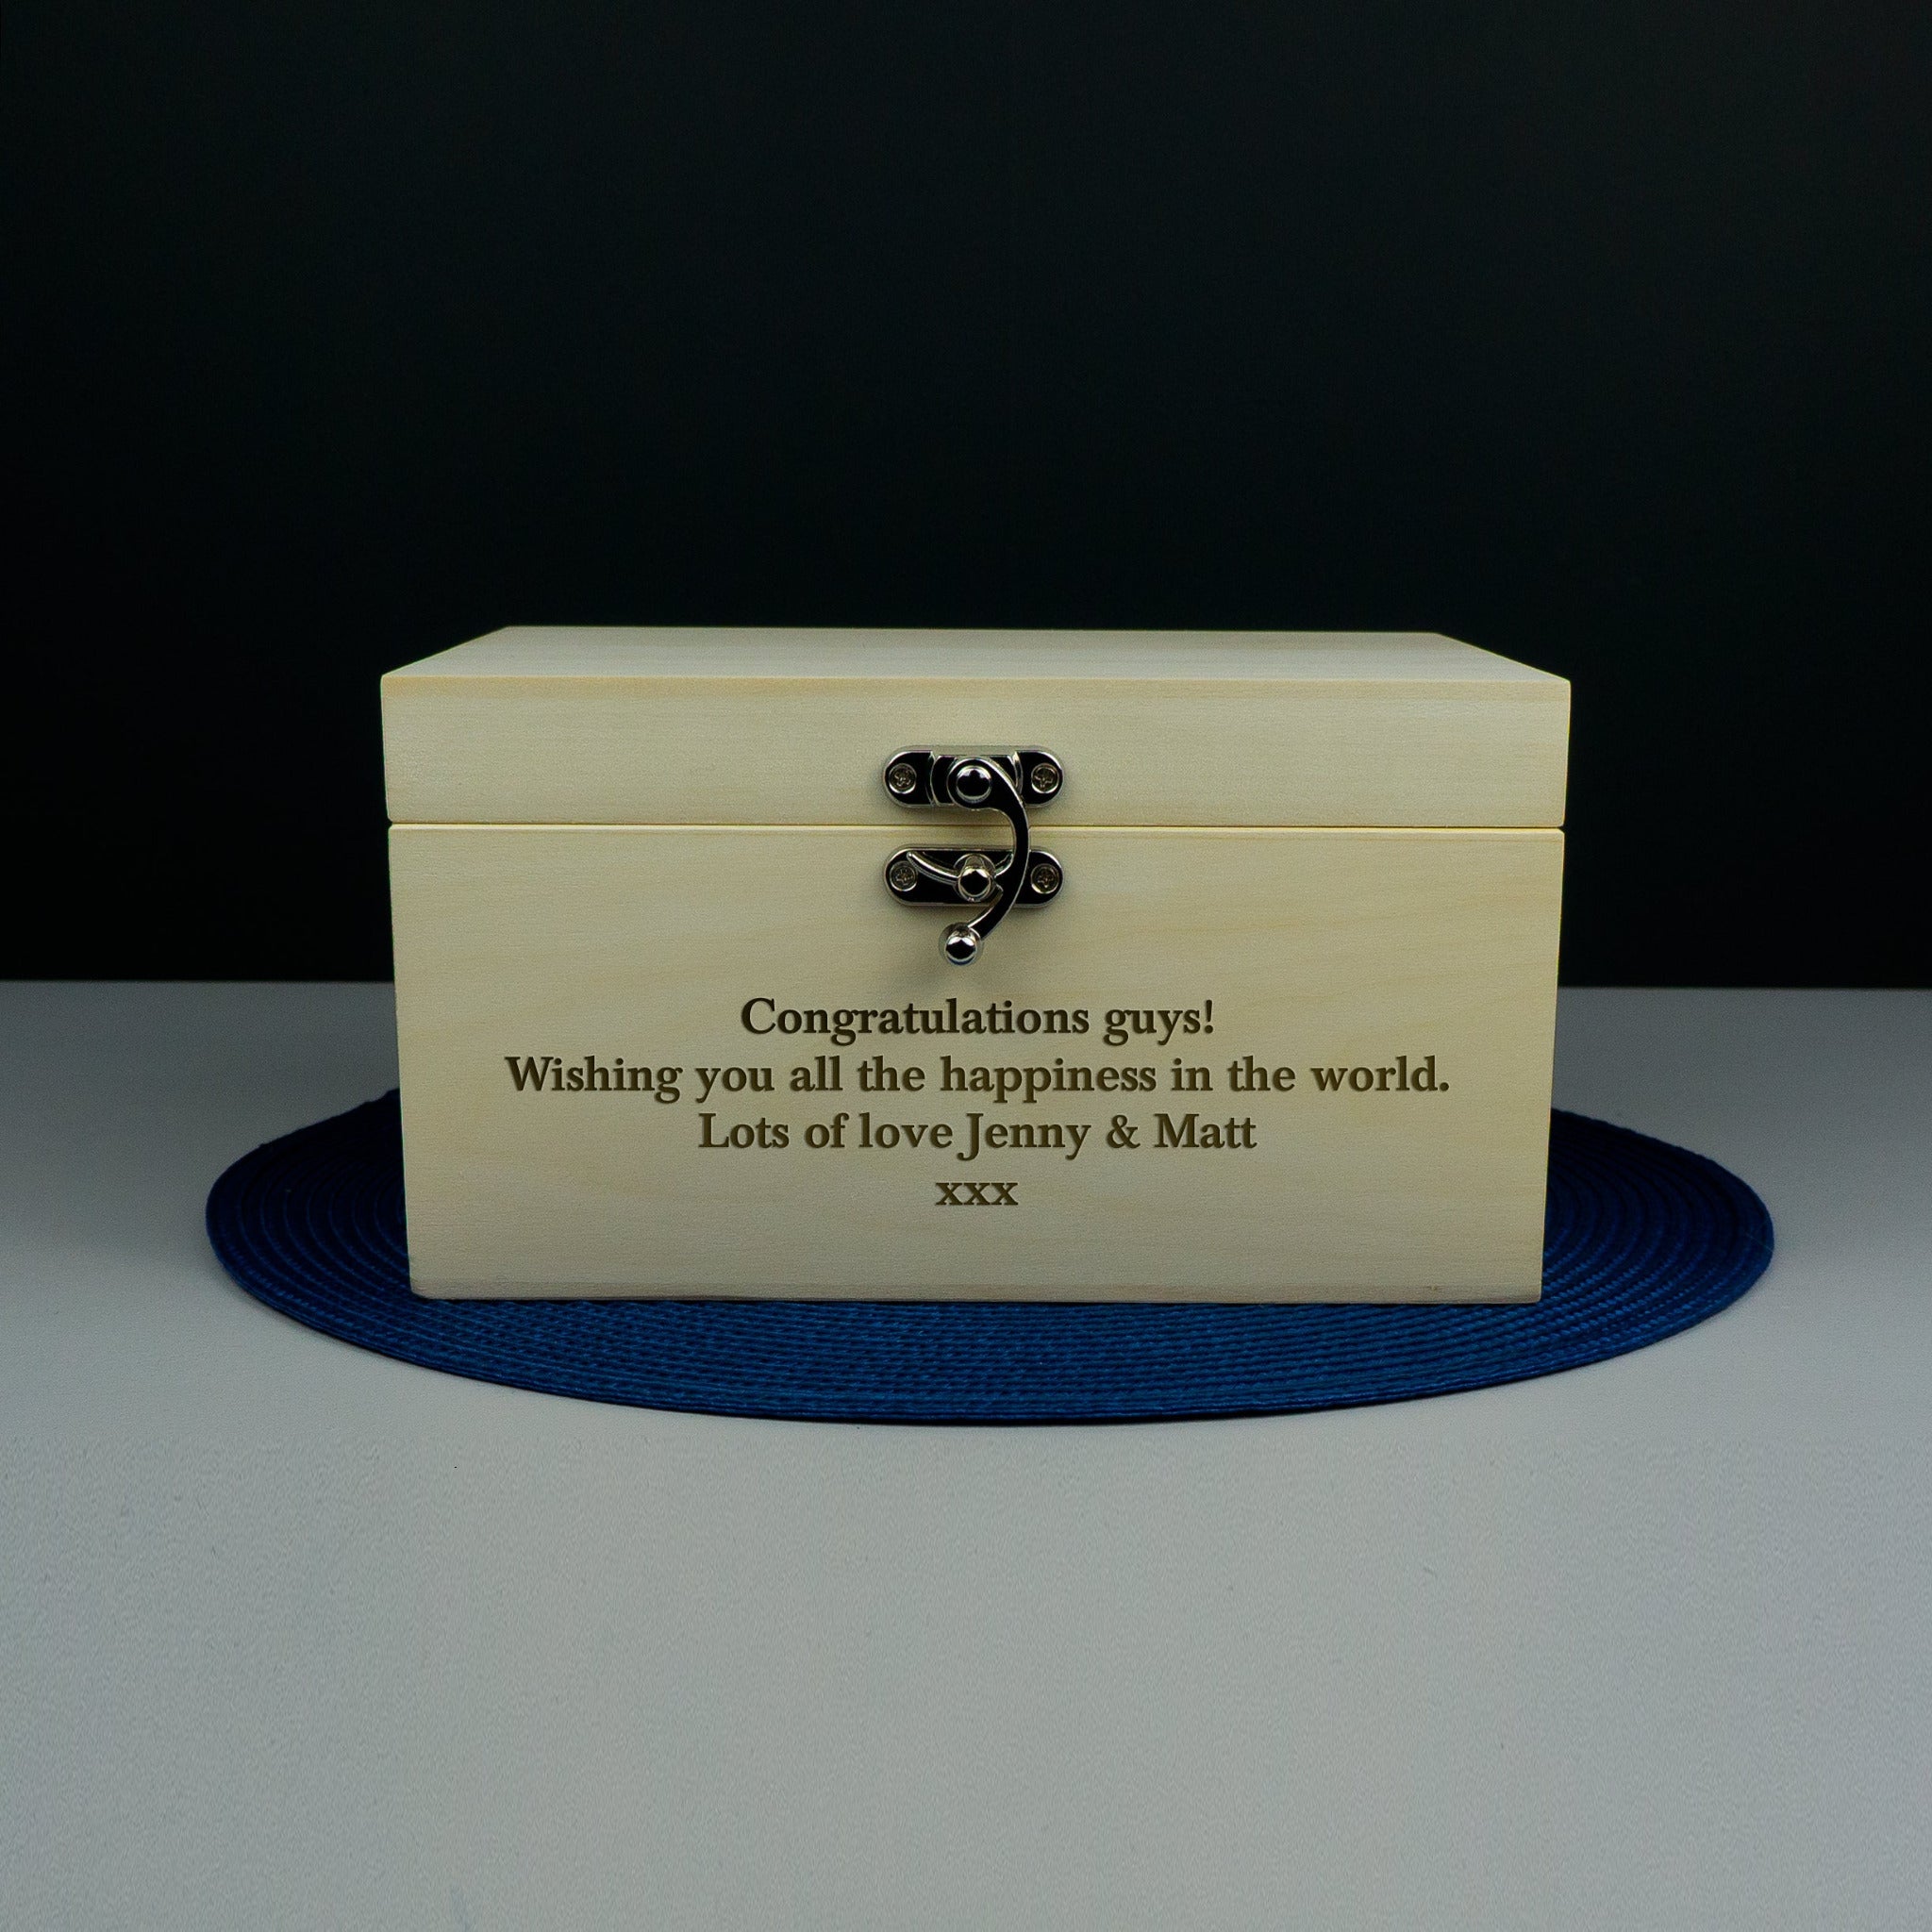 Congratulations guys!
Wishing you all the happiness in the world.
Lots of love Jenny & Matt
xxx